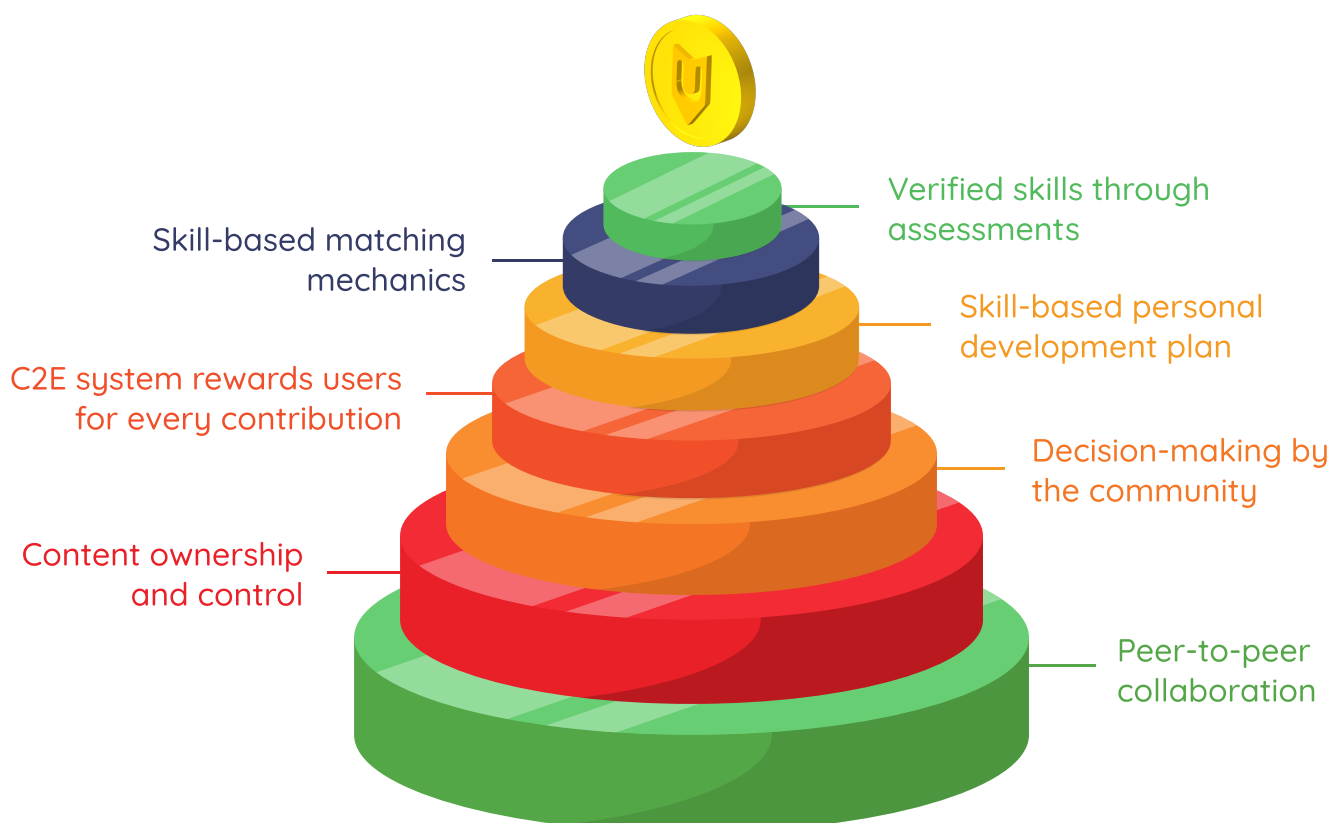 U
Verified skills through
assessments
Skill-based matching
mechanics
Skill-based personal
development plan
C2E system rewards users
for every contribution
Decision-making by
the community
Content ownership
and control
Peer-to-peer
collaboration